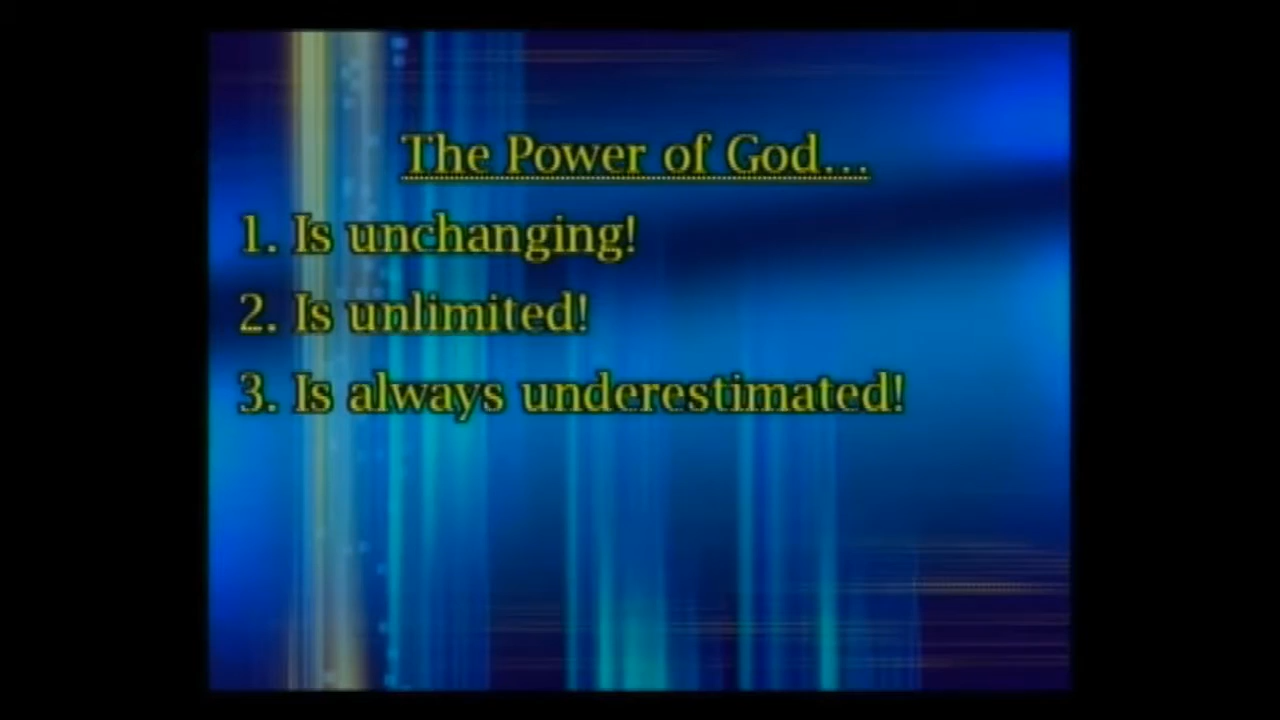 The Power of God...
1. Is unchanging!
2. Is unlimited!
3. Is always underestimated!